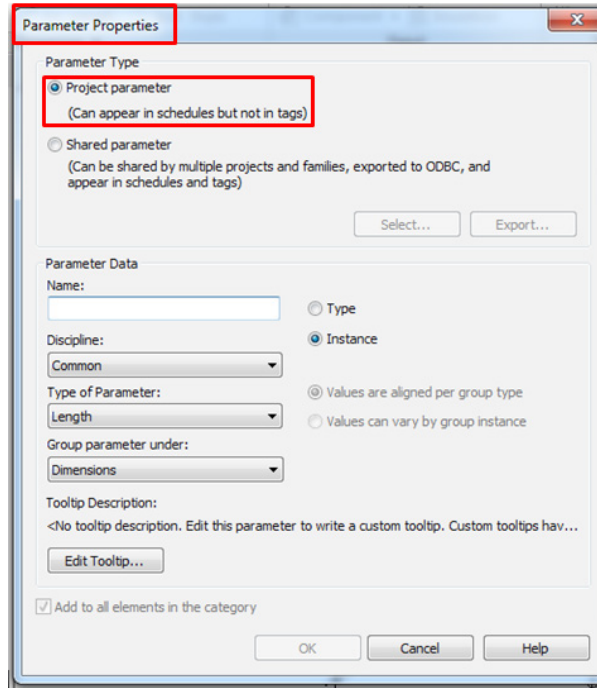 Parameter Properties
Parameter Type
Project parameter
(Can appear in schedules but not in tags)
Shared parameter
(Can be shared by multiple projects and families, exported to ODBC, and
appear in schedules and tags)
Select...
Export...
Parameter Data
Name:
Type
Discipline:
Instance
Common
Type of Parameter:
Values are aligned per group type
Length
Values can vary by group instance
Group parameter under:
Dimensions
Tooltip Description:
<No tooltip description. Edit this parameter to write a custom tooltip. Custom tooltips hav...
Edit Tooltip...
Add to all elements in the category
OK
Cancel
Help